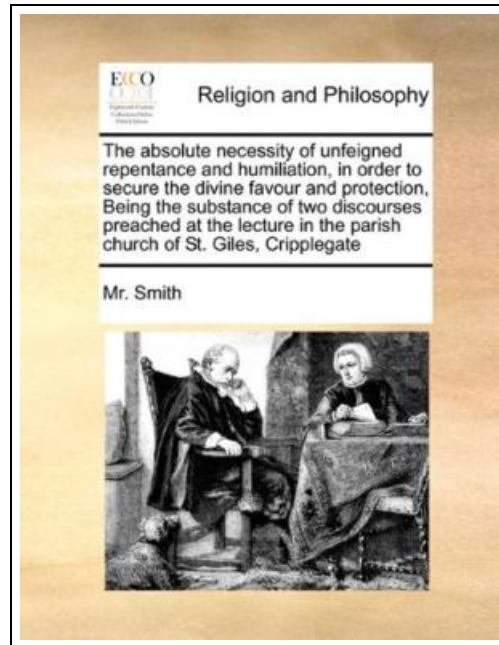 ECCO
Religion and Philosophy
The absolute necessity of unfeigned
repentance and humiliation, in order to
secure the divine favour and protection,
Being the substance of two discourses
preached at the lecture in the parish
church of St. Giles, Cripplegate
Mr. Smith